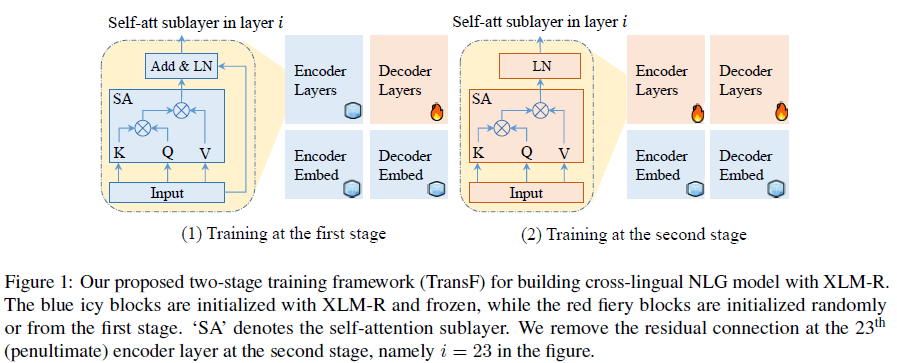 Self-att sublayer in layer i
Add & LN
SA
K Q V
Input
Encoder Layers
Decoder Layers
Encoder Embed
Decoder Embed
(1) Training at the first stage
Self-att sublayer in layer i
LN
SA
K Q V
Input
Encoder Layers
Decoder Layers
Encoder Embed
Decoder Embed
(2) Training at the second stage
Figure 1: Our proposed two-stage training framework (TransF) for building cross-lingual NLG model with XLM-R.
The blue icy blocks are initialized with XLM-R and frozen, while the red fiery blocks are initialized randomly
or from the first stage. ‘SA’ denotes the self-attention sublayer. We remove the residual connection at the 23th
(penultimate) encoder layer at the second stage, namely i = 23 in the figure.